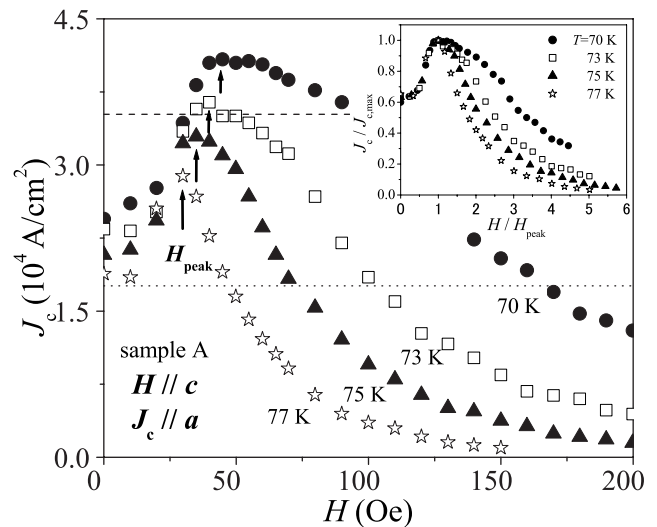 4.5
3.0
1.5
0.0
J_c (10^4 A/cm^2)
0
50
100
150
200
H (Oe)
H_peak
sample A
H // c
J_c // a
77 K
75 K
73 K
70 K
1.0
0.8
0.6
0.4
0.2
0.0
J_c / J_c,max
0
1
2
3
4
5
6
H / H_peak
T=70 K
73 K
75 K
77 K